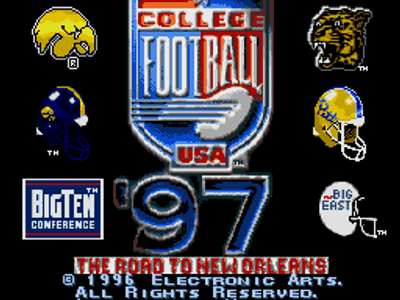 COLLEGE
FOOTBALL
USA
TM
'97
THE ROAD TO NEW ORLEANS
© 1996 ELECTRONIC ARTS.
ALL RIGHTS RESERVED.
®
TM
BIG TEN
TM
CONFERENCE
TM
Pitt
BIG
EAST
TM